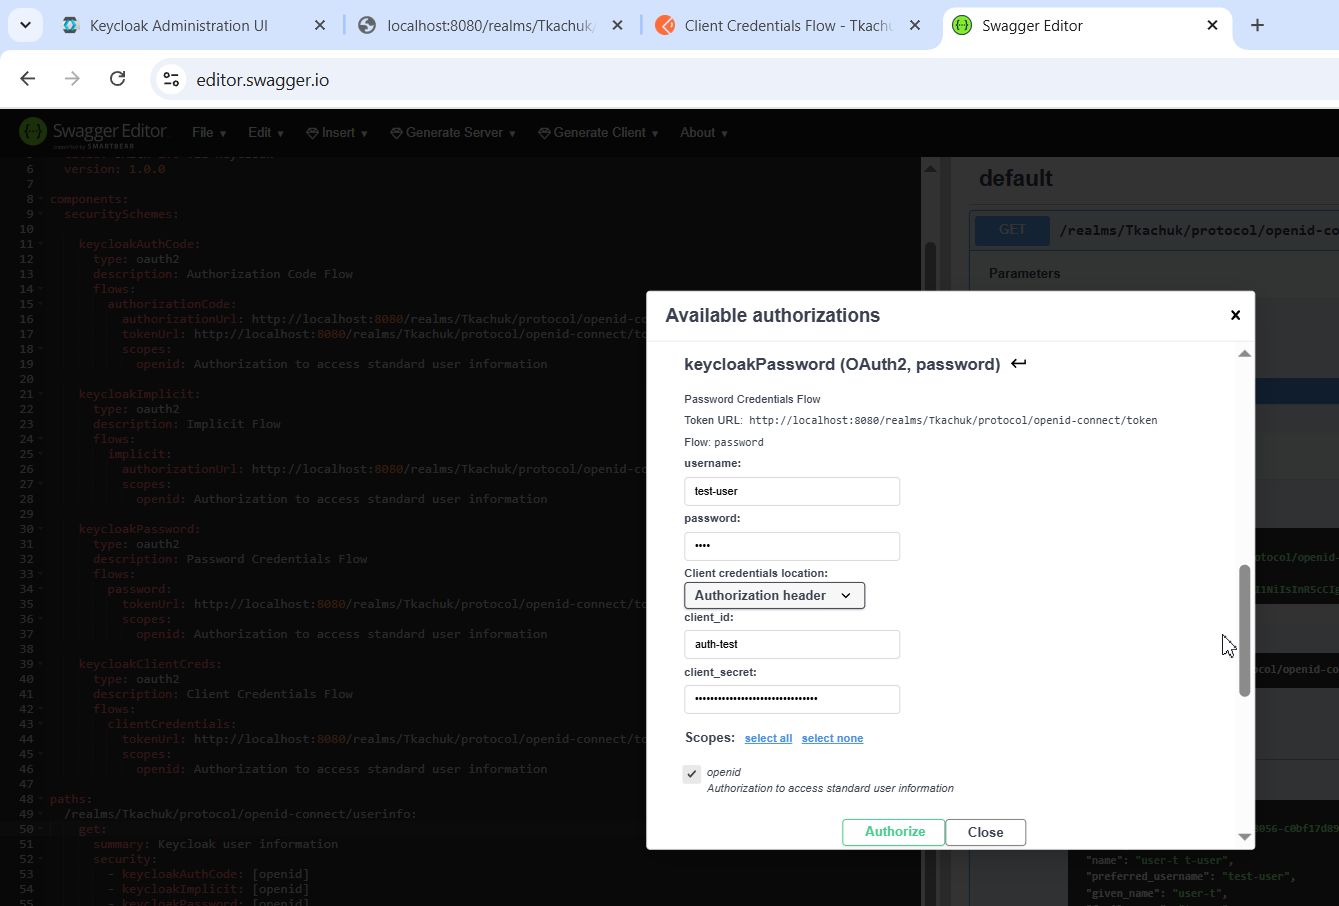 Keycloak Administration UI
localhost:8080/realms/Tkachuk/
Client Credentials Flow - Tkachu
Swagger Editor
editor.swagger.io
Swagger Editor
supported by SMARTBEAR
File
Edit
Insert
Generate Server
Generate Client
About
6 version: 1.0.0
7
8 components:
9 securitySchemes:
10
11 keycloakAuthCode:
12 type: oauth2
13 description: Authorization Code Flow
14 flows:
15 authorizationCode:
16 authorizationUrl: http://localhost:8080/realms/Tkachuk/protocol/openid-co
17 tokenUrl: http://localhost:8080/realms/Tkachuk/protocol/openid-connect/to
18 scopes:
19 openid: Authorization to access standard user information
20
21 keycloakImplicit:
22 type: oauth2
23 description: Implicit Flow
24 flows:
25 implicit:
26 authorizationUrl: http://localhost:8080/realms/Tkachuk/protocol/openid-co
27 scopes:
28 openid: Authorization to access standard user information
29
30 keycloakPassword:
31 type: oauth2
32 description: Password Credentials Flow
33 flows:
34 password:
35 tokenUrl: http://localhost:8080/realms/Tkachuk/protocol/openid-connect/to
36 scopes:
37 openid: Authorization to access standard user information
38
39 keycloakClientCreds:
40 type: oauth2
41 description: Client Credentials Flow
42 flows:
43 clientCredentials:
44 tokenUrl: http://localhost:8080/realms/Tkachuk/protocol/openid-connect/to
45 scopes:
46 openid: Authorization to access standard user information
47
48 paths:
49 /realms/Tkachuk/protocol/openid-connect/userinfo:
50 get:
51 summary: Keycloak user information
52 security:
53 - keycloakAuthCode: [openid]
54 - keycloakImplicit: [openid]
55 - keycloakPassword: [openid]
default
GET /realms/Tkachuk/protocol/openid-co
Parameters
Available authorizations
keycloakPassword (OAuth2, password)
Password Credentials Flow
Token URL: http://localhost:8080/realms/Tkachuk/protocol/openid-connect/token
Flow: password
username:
test-user
password:
••••
Client credentials location:
Authorization header
client_id:
auth-test
client_secret:
••••••••••••••••••••••••••••••••
Scopes: select all select none
openid
Authorization to access standard user information
Authorize
Close
otocol/openid-
ocol/openid-co
3056-c0bf17d89
"name": "user-t t-user",
"preferred_username": "test-user",
"given_name": "user-t",